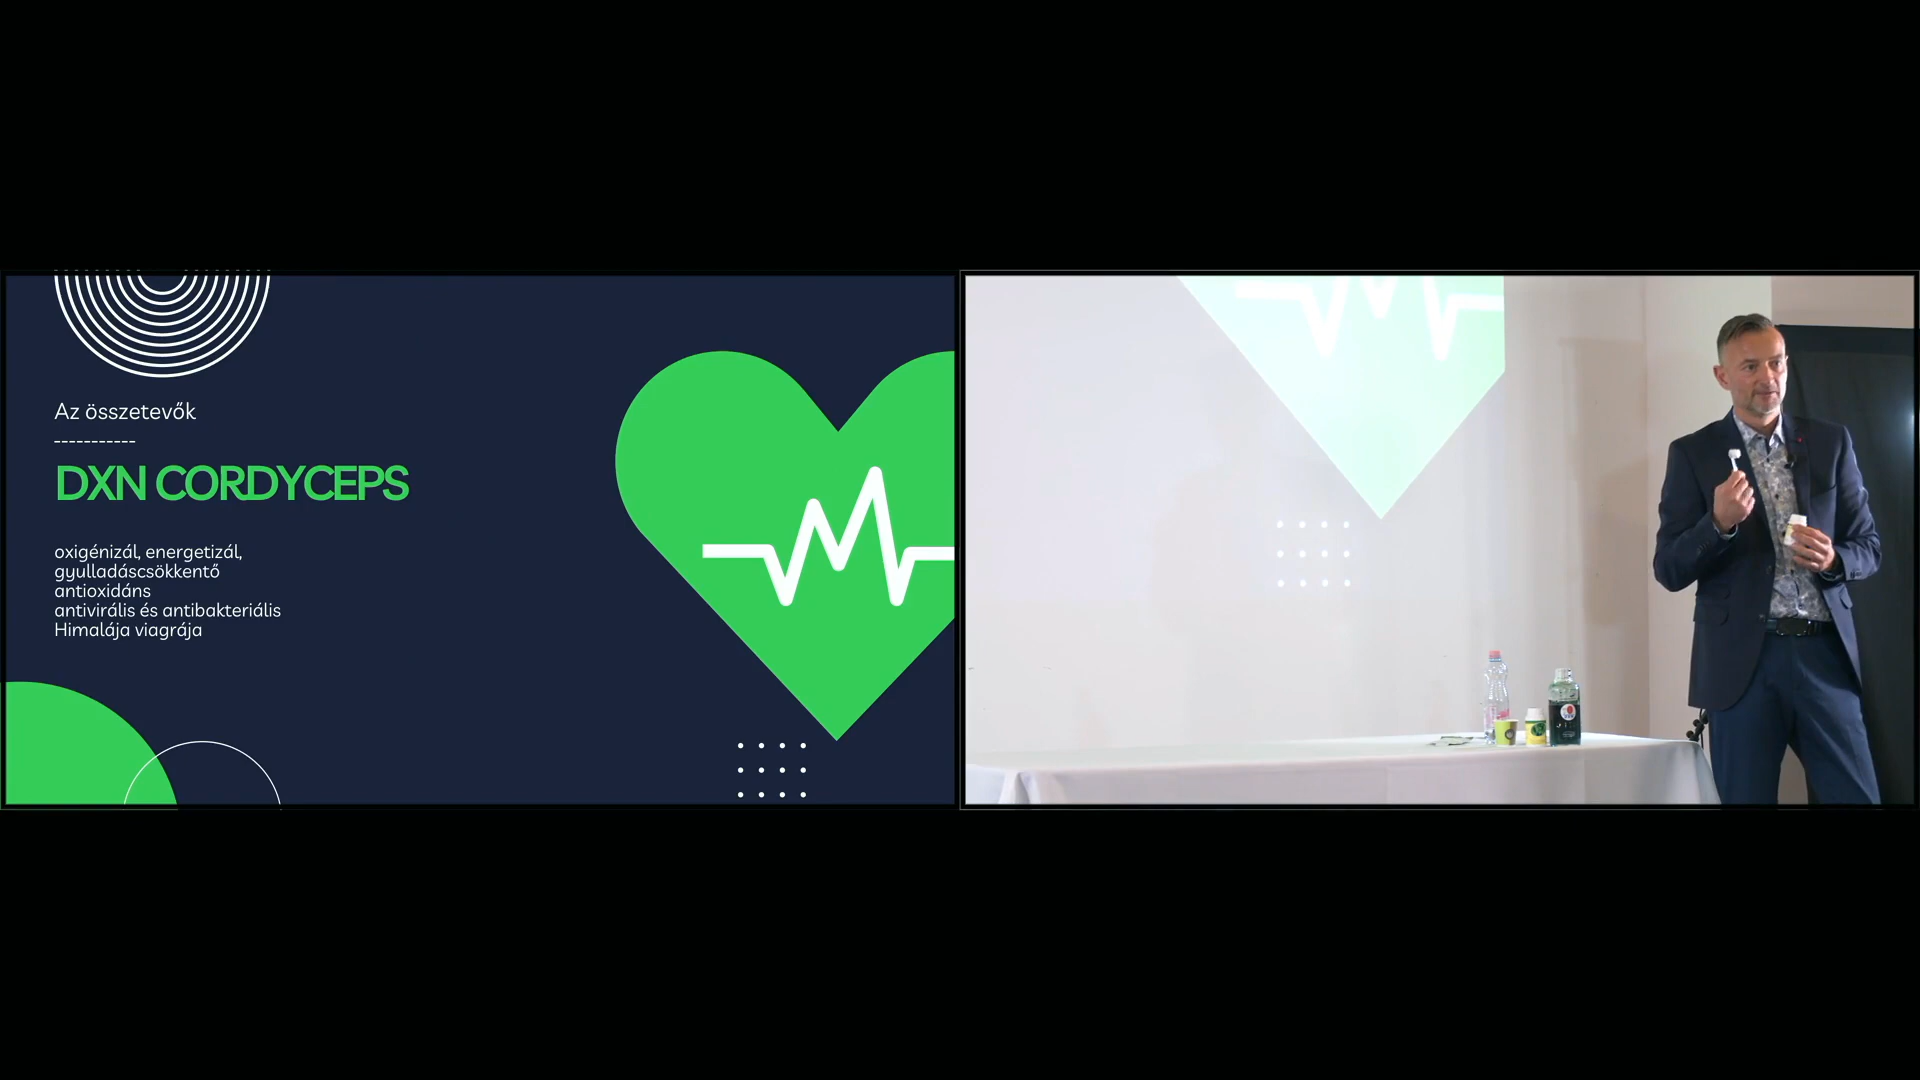 Az összetevők
-----------
DXN CORDYCEPS
oxigénizál, energetizál,
gyulladáscsökkentő
antioxidáns
antivirális és antibakteriális
Himalája viagrája